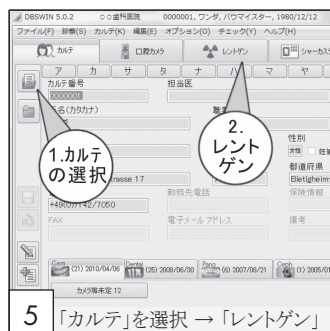 DBSWIN 5.0.2 ○○歯科医院 0000001, ワンダ, バウマイスター, 1980/12/12
ファイル(F) 診察(S) カルテ(K) 編集(E) オプション(O) チェック(Y) ヘルプ(H)
カルテ 口腔カメラ レントゲン シャーカス
ア カ サ タ ナ ハ マ ヤ
カルテ番号 担当医
0000001
名(カタカナ)
性別
女性
都道府県
trasse 17 Bietigheim
勤務先電話 保険情報
+49(0)7142/7050
FAX 電子メール アドレス 備考
1.カルテの選択
2.レントゲン
Cam (21) 2010/04/06 Dental (25) 2008/06/30 Pano (6) 2007/08/21 Ceph (1) 2005/01
カメラ等未定 12
5 「カルテ」を選択 → 「レントゲン」